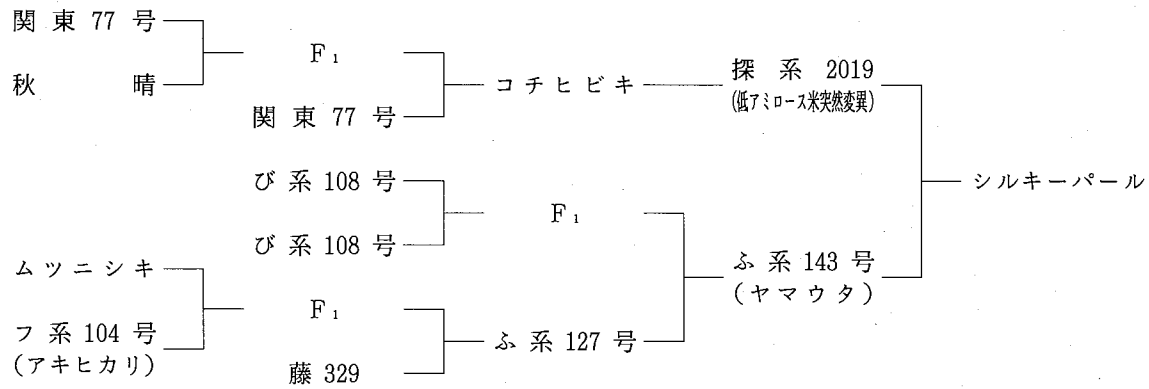 関東77号
秋晴
F₁
関東77号
コチヒビキ
探系2019
(低アミロース米突然変異)
シルキーパール
び系108号
び系108号
F₁
ムツニシキ
フ系104号
(アキヒカリ)
F₁
藤329
ふ系127号
ふ系143号
(ヤマウタ)